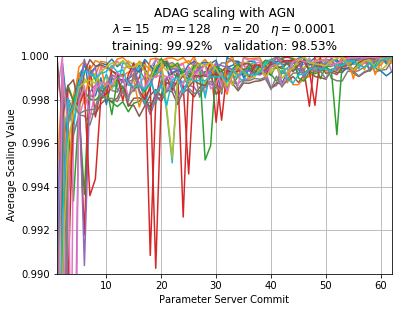 ADAG scaling with AGN
λ = 15 m = 128 n = 20 η = 0.0001
training: 99.92% validation: 98.53%
1.000
0.998
0.996
0.994
0.992
0.990
Average Scaling Value
10 20 30 40 50 60
Parameter Server Commit